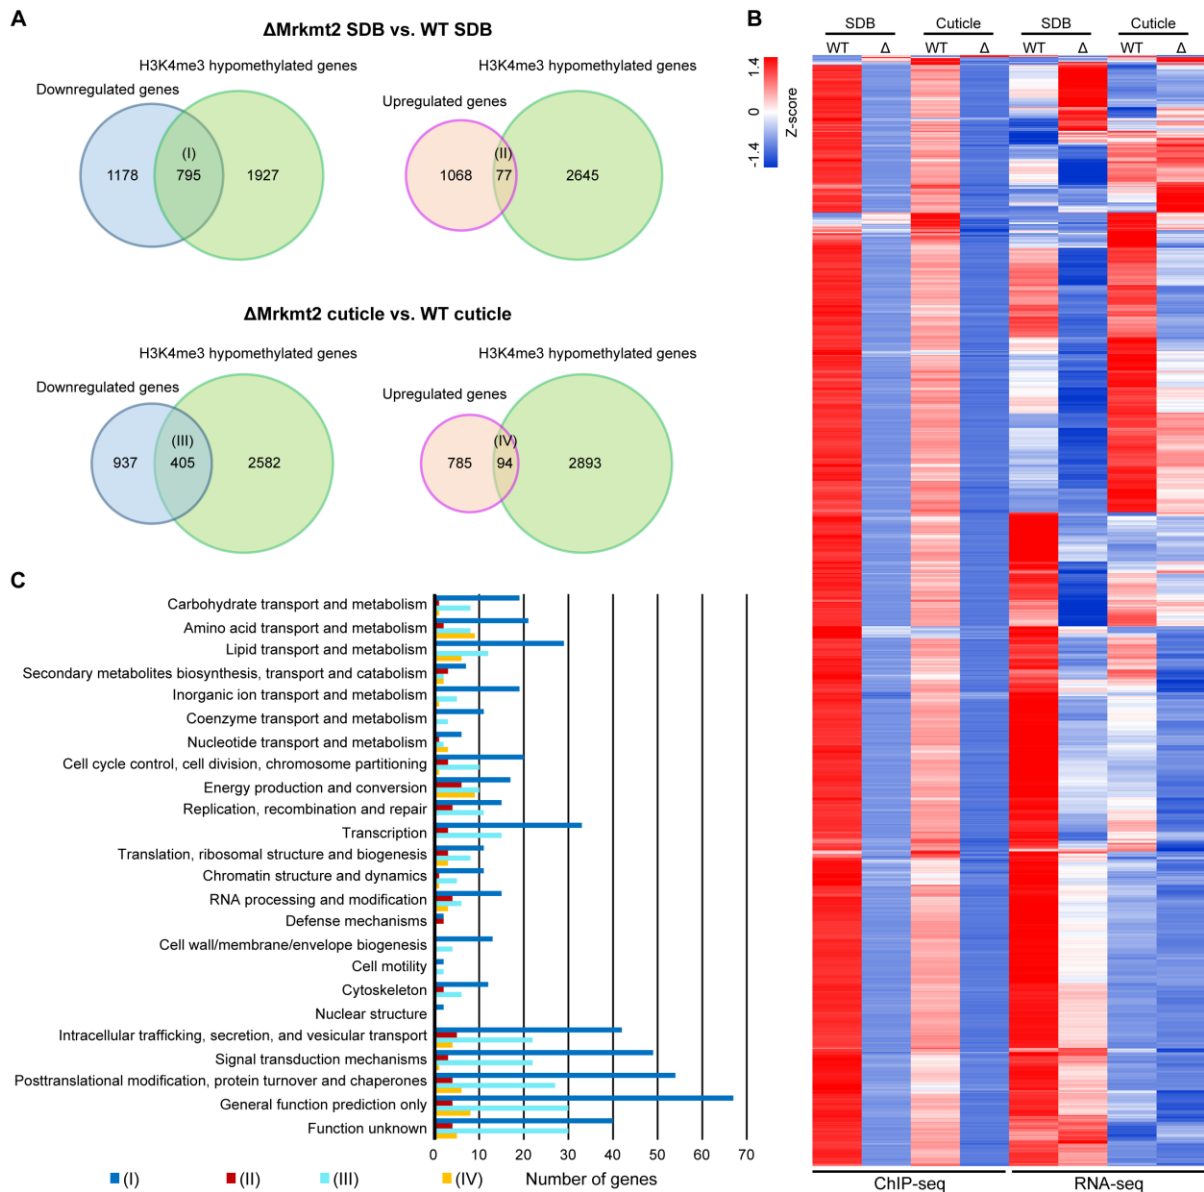 A
ΔMrkmt2 SDB vs. WT SDB
H3K4me3 hypomethylated genes
Downregulated genes
(I)
1178 795 1927
H3K4me3 hypomethylated genes
Upregulated genes
(II)
1068 77 2645
ΔMrkmt2 cuticle vs. WT cuticle
H3K4me3 hypomethylated genes
Downregulated genes
(III)
937 405 2582
H3K4me3 hypomethylated genes
Upregulated genes
(IV)
785 94 2893
B
SDB Cuticle SDB Cuticle
WT Δ WT Δ WT Δ WT Δ
1.4
0
-1.4
Z-score
ChIP-seq RNA-seq
C
Carbohydrate transport and metabolism
Amino acid transport and metabolism
Lipid transport and metabolism
Secondary metabolites biosynthesis, transport and catabolism
Inorganic ion transport and metabolism
Coenzyme transport and metabolism
Nucleotide transport and metabolism
Cell cycle control, cell division, chromosome partitioning
Energy production and conversion
Replication, recombination and repair
Transcription
Translation, ribosomal structure and biogenesis
Chromatin structure and dynamics
RNA processing and modification
Defense mechanisms
Cell wall/membrane/envelope biogenesis
Cell motility
Cytoskeleton
Nuclear structure
Intracellular trafficking, secretion, and vesicular transport
Signal transduction mechanisms
Posttranslational modification, protein turnover and chaperones
General function prediction only
Function unknown
0 10 20 30 40 50 60 70
(I) (II) (III) (IV) Number of genes